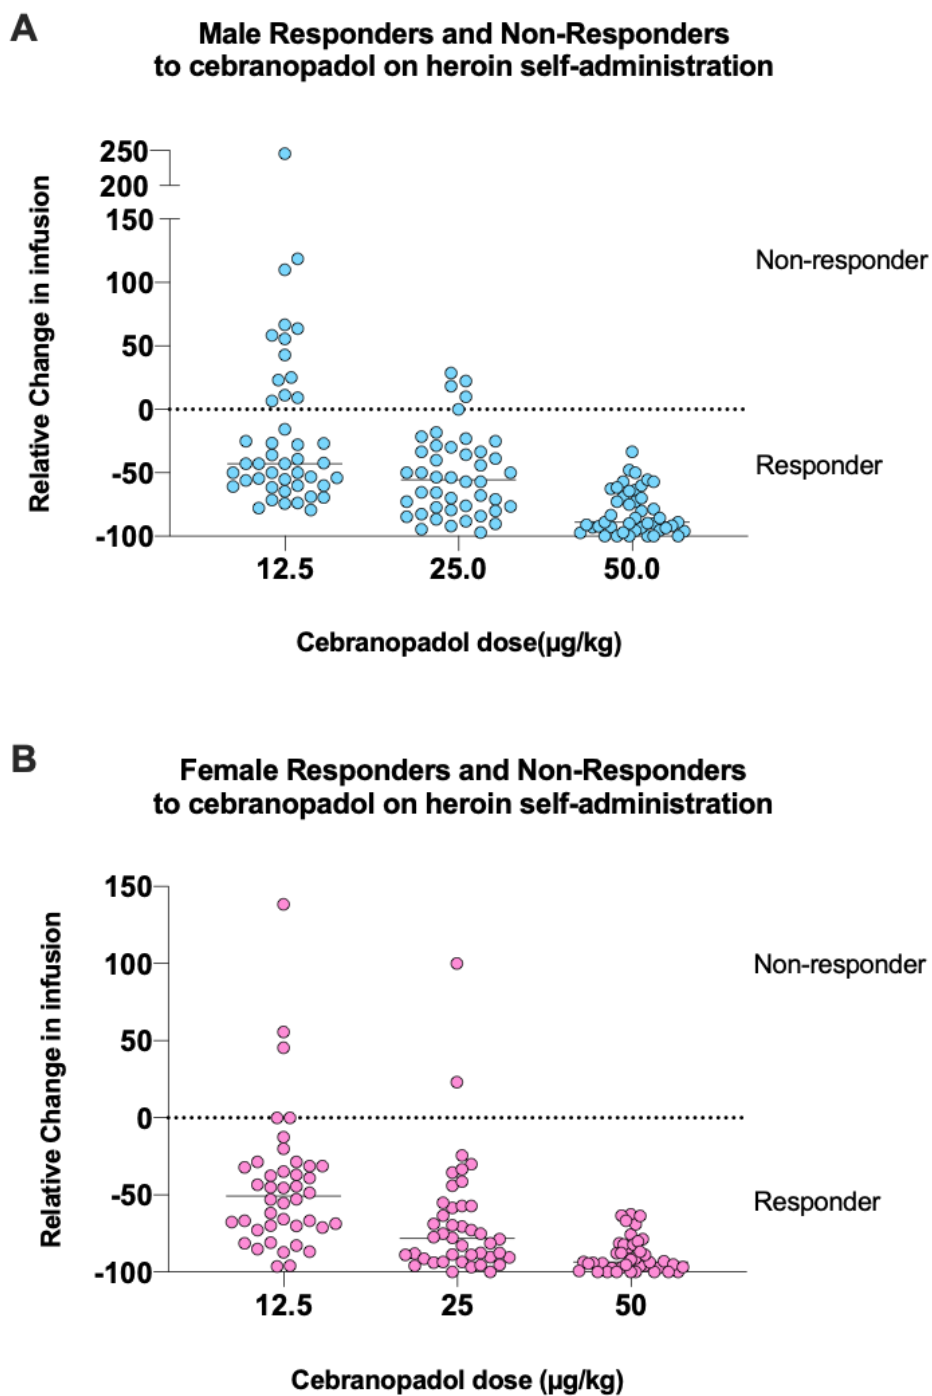 A
Male Responders and Non-Responders
to cebranopadol on heroin self-administration
Relative Change in infusion
250
200
150
100
50
0
-50
-100
Non-responder
Responder
12.5
25.0
50.0
Cebranopadol dose(µg/kg)
B
Female Responders and Non-Responders
to cebranopadol on heroin self-administration
Relative Change in infusion
150
100
50
0
-50
-100
Non-responder
Responder
12.5
25
50
Cebranopadol dose (µg/kg)